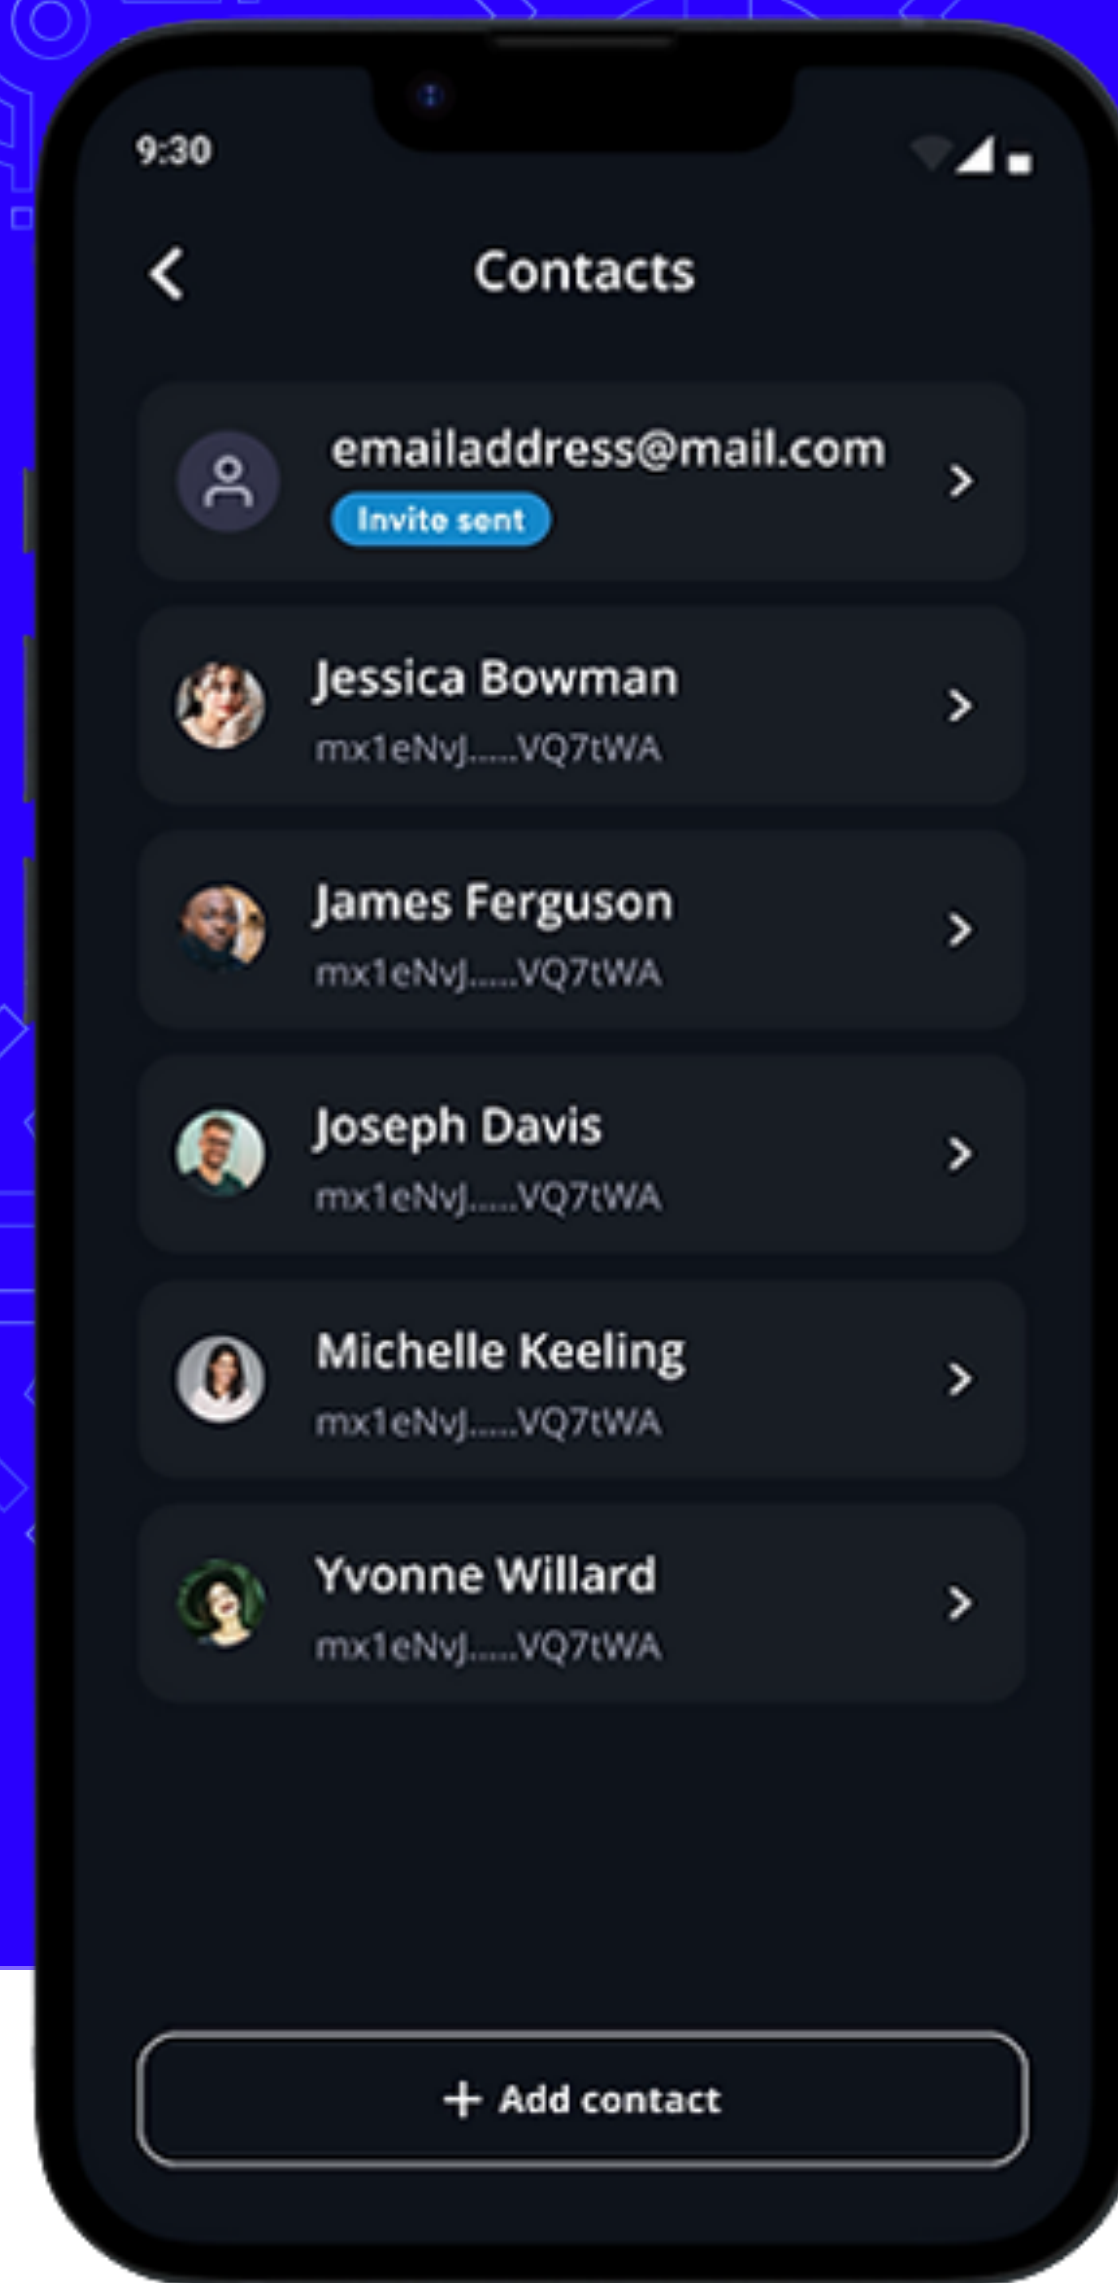 9:30
Contacts
emailaddress@mail.com
Invite sent
Jessica Bowman
mx1eNvJ.....VQ7tWA
James Ferguson
mx1eNvJ.....VQ7tWA
Joseph Davis
mx1eNvJ.....VQ7tWA
Michelle Keeling
mx1eNvJ.....VQ7tWA
Yvonne Willard
mx1eNvJ.....VQ7tWA
+ Add contact